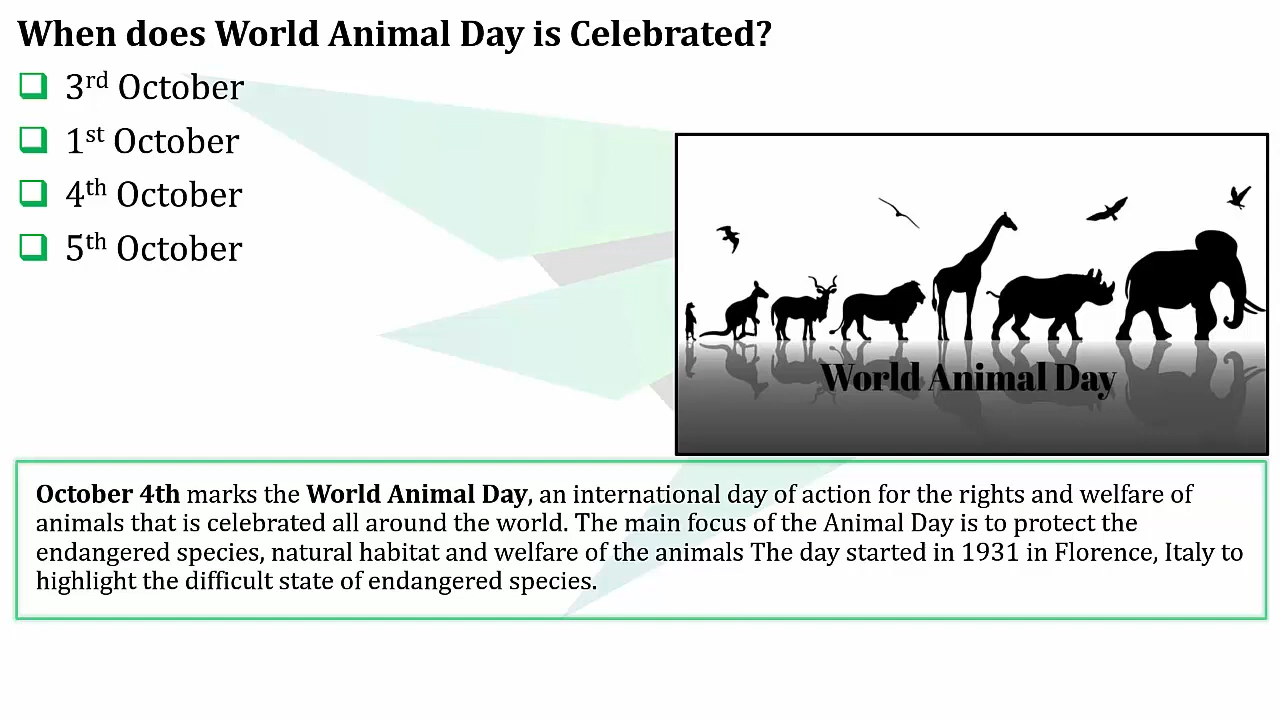 When does World Animal Day is Celebrated?
3rd October
1st October
4th October
5th October
World Animal Day
October 4th marks the World Animal Day, an international day of action for the rights and welfare of
animals that is celebrated all around the world. The main focus of the Animal Day is to protect the
endangered species, natural habitat and welfare of the animals The day started in 1931 in Florence, Italy to
highlight the difficult state of endangered species.